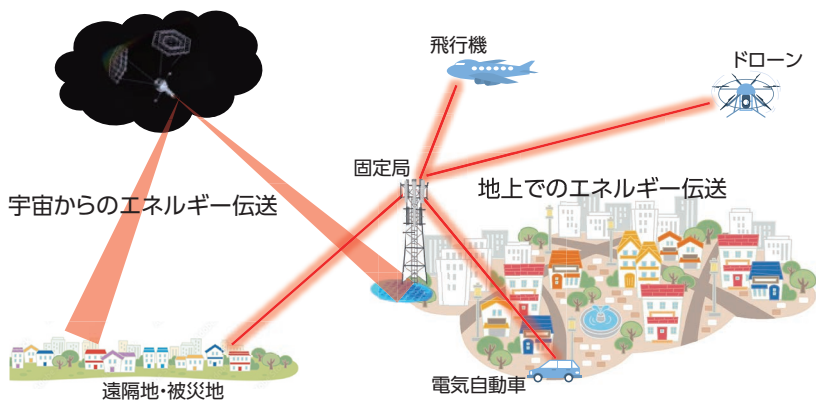 飛行機
ドローン
固定局
宇宙からのエネルギー伝送
地上でのエネルギー伝送
遠隔地・被災地
電気自動車